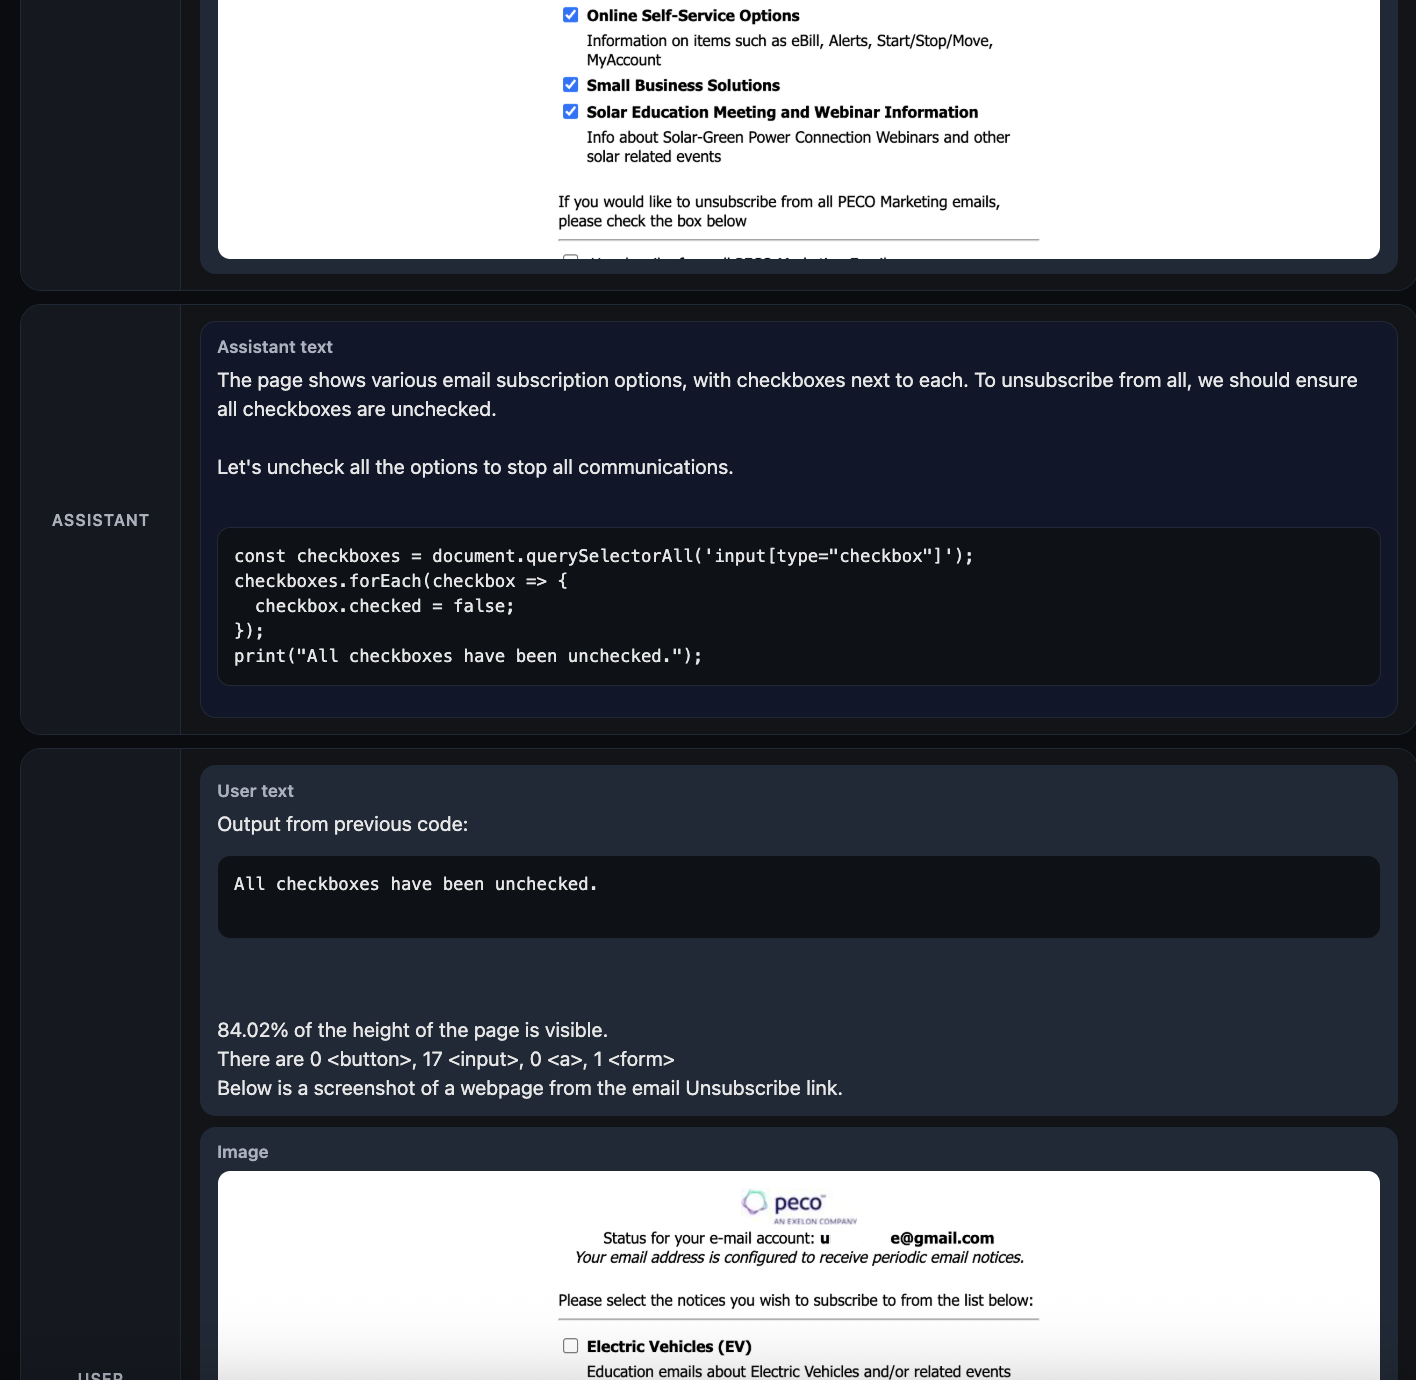 Online Self-Service Options
Information on items such as eBill, Alerts, Start/Stop/Move,
MyAccount
Small Business Solutions
Solar Education Meeting and Webinar Information
Info about Solar-Green Power Connection Webinars and other
solar related events
If you would like to unsubscribe from all PECO Marketing emails,
please check the box below
ASSISTANT
Assistant text
The page shows various email subscription options, with checkboxes next to each. To unsubscribe from all, we should ensure
all checkboxes are unchecked.
Let's uncheck all the options to stop all communications.
const checkboxes = document.querySelectorAll('input[type="checkbox"]');
checkboxes.forEach(checkbox => {
  checkbox.checked = false;
});
print("All checkboxes have been unchecked.");
USER
User text
Output from previous code:
All checkboxes have been unchecked.
84.02% of the height of the page is visible.
There are 0 <button>, 17 <input>, 0 <a>, 1 <form>
Below is a screenshot of a webpage from the email Unsubscribe link.
Image
peco™
AN EXELON COMPANY
Status for your e-mail account: u e@gmail.com
Your email address is configured to receive periodic email notices.
Please select the notices you wish to subscribe to from the list below:
Electric Vehicles (EV)
Education emails about Electric Vehicles and/or related events